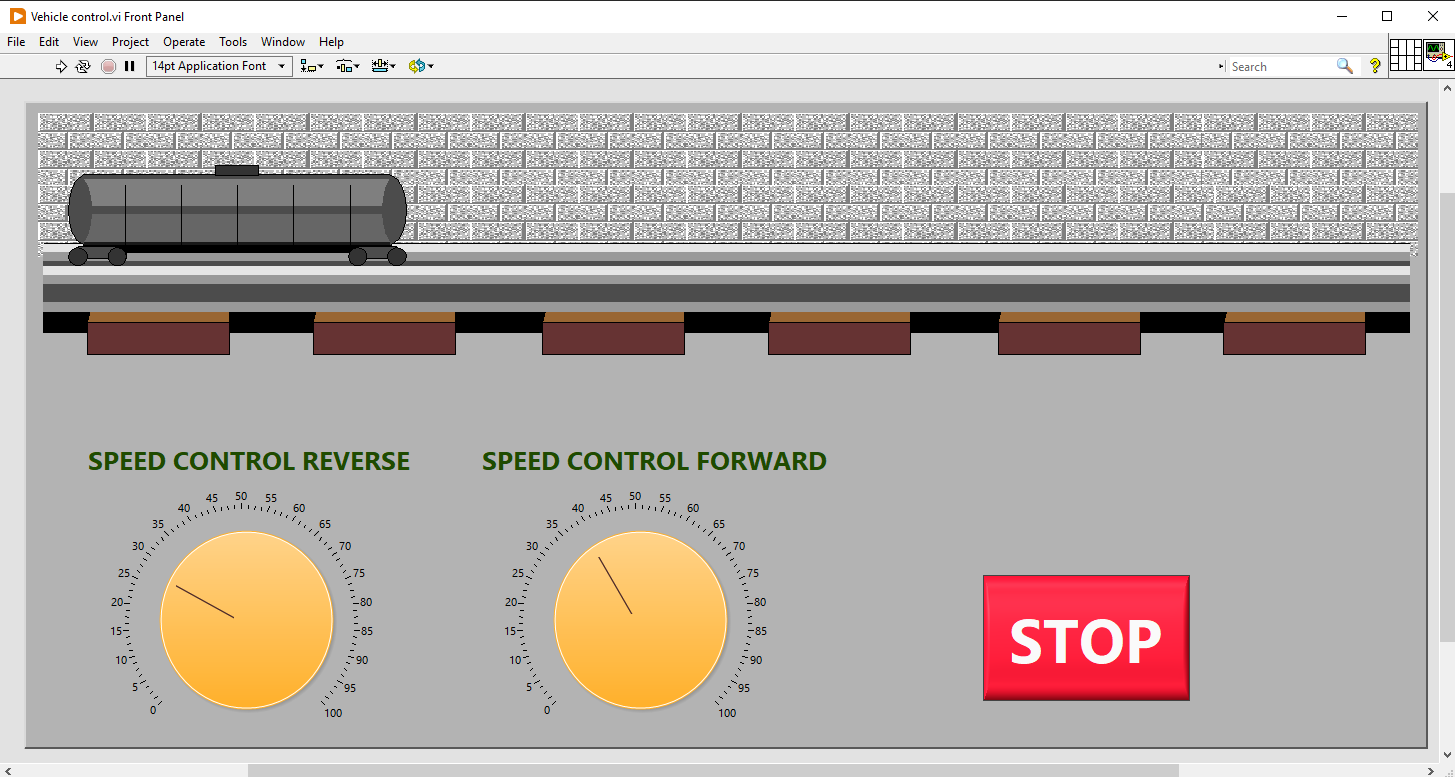 Vehicle control.vi Front Panel
File Edit View Project Operate Tools Window Help
14pt Application Font
Search
?
4
SPEED CONTROL REVERSE
0 5 10 15 20 25 30 35 40 45 50 55 60 65 70 75 80 85 90 95 100
SPEED CONTROL FORWARD
0 5 10 15 20 25 30 35 40 45 50 55 60 65 70 75 80 85 90 95 100
STOP